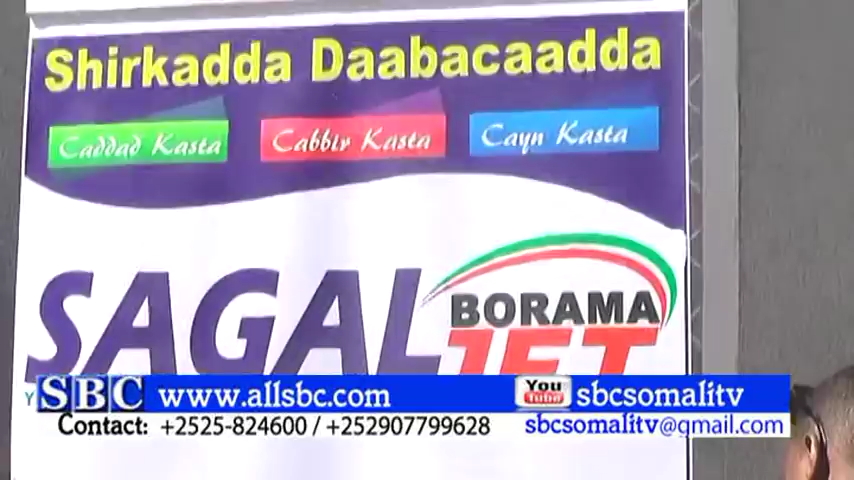 Shirkadda Daabacaadda
Caddad Kasta Cabbir Kasta Cayn Kasta
SAGAL BORAMA
JET
SBC www.allsbc.com You Tube sbcsomalitv
Contact: +2525-824600 / +252907799628 sbcsomalitv@gmail.com